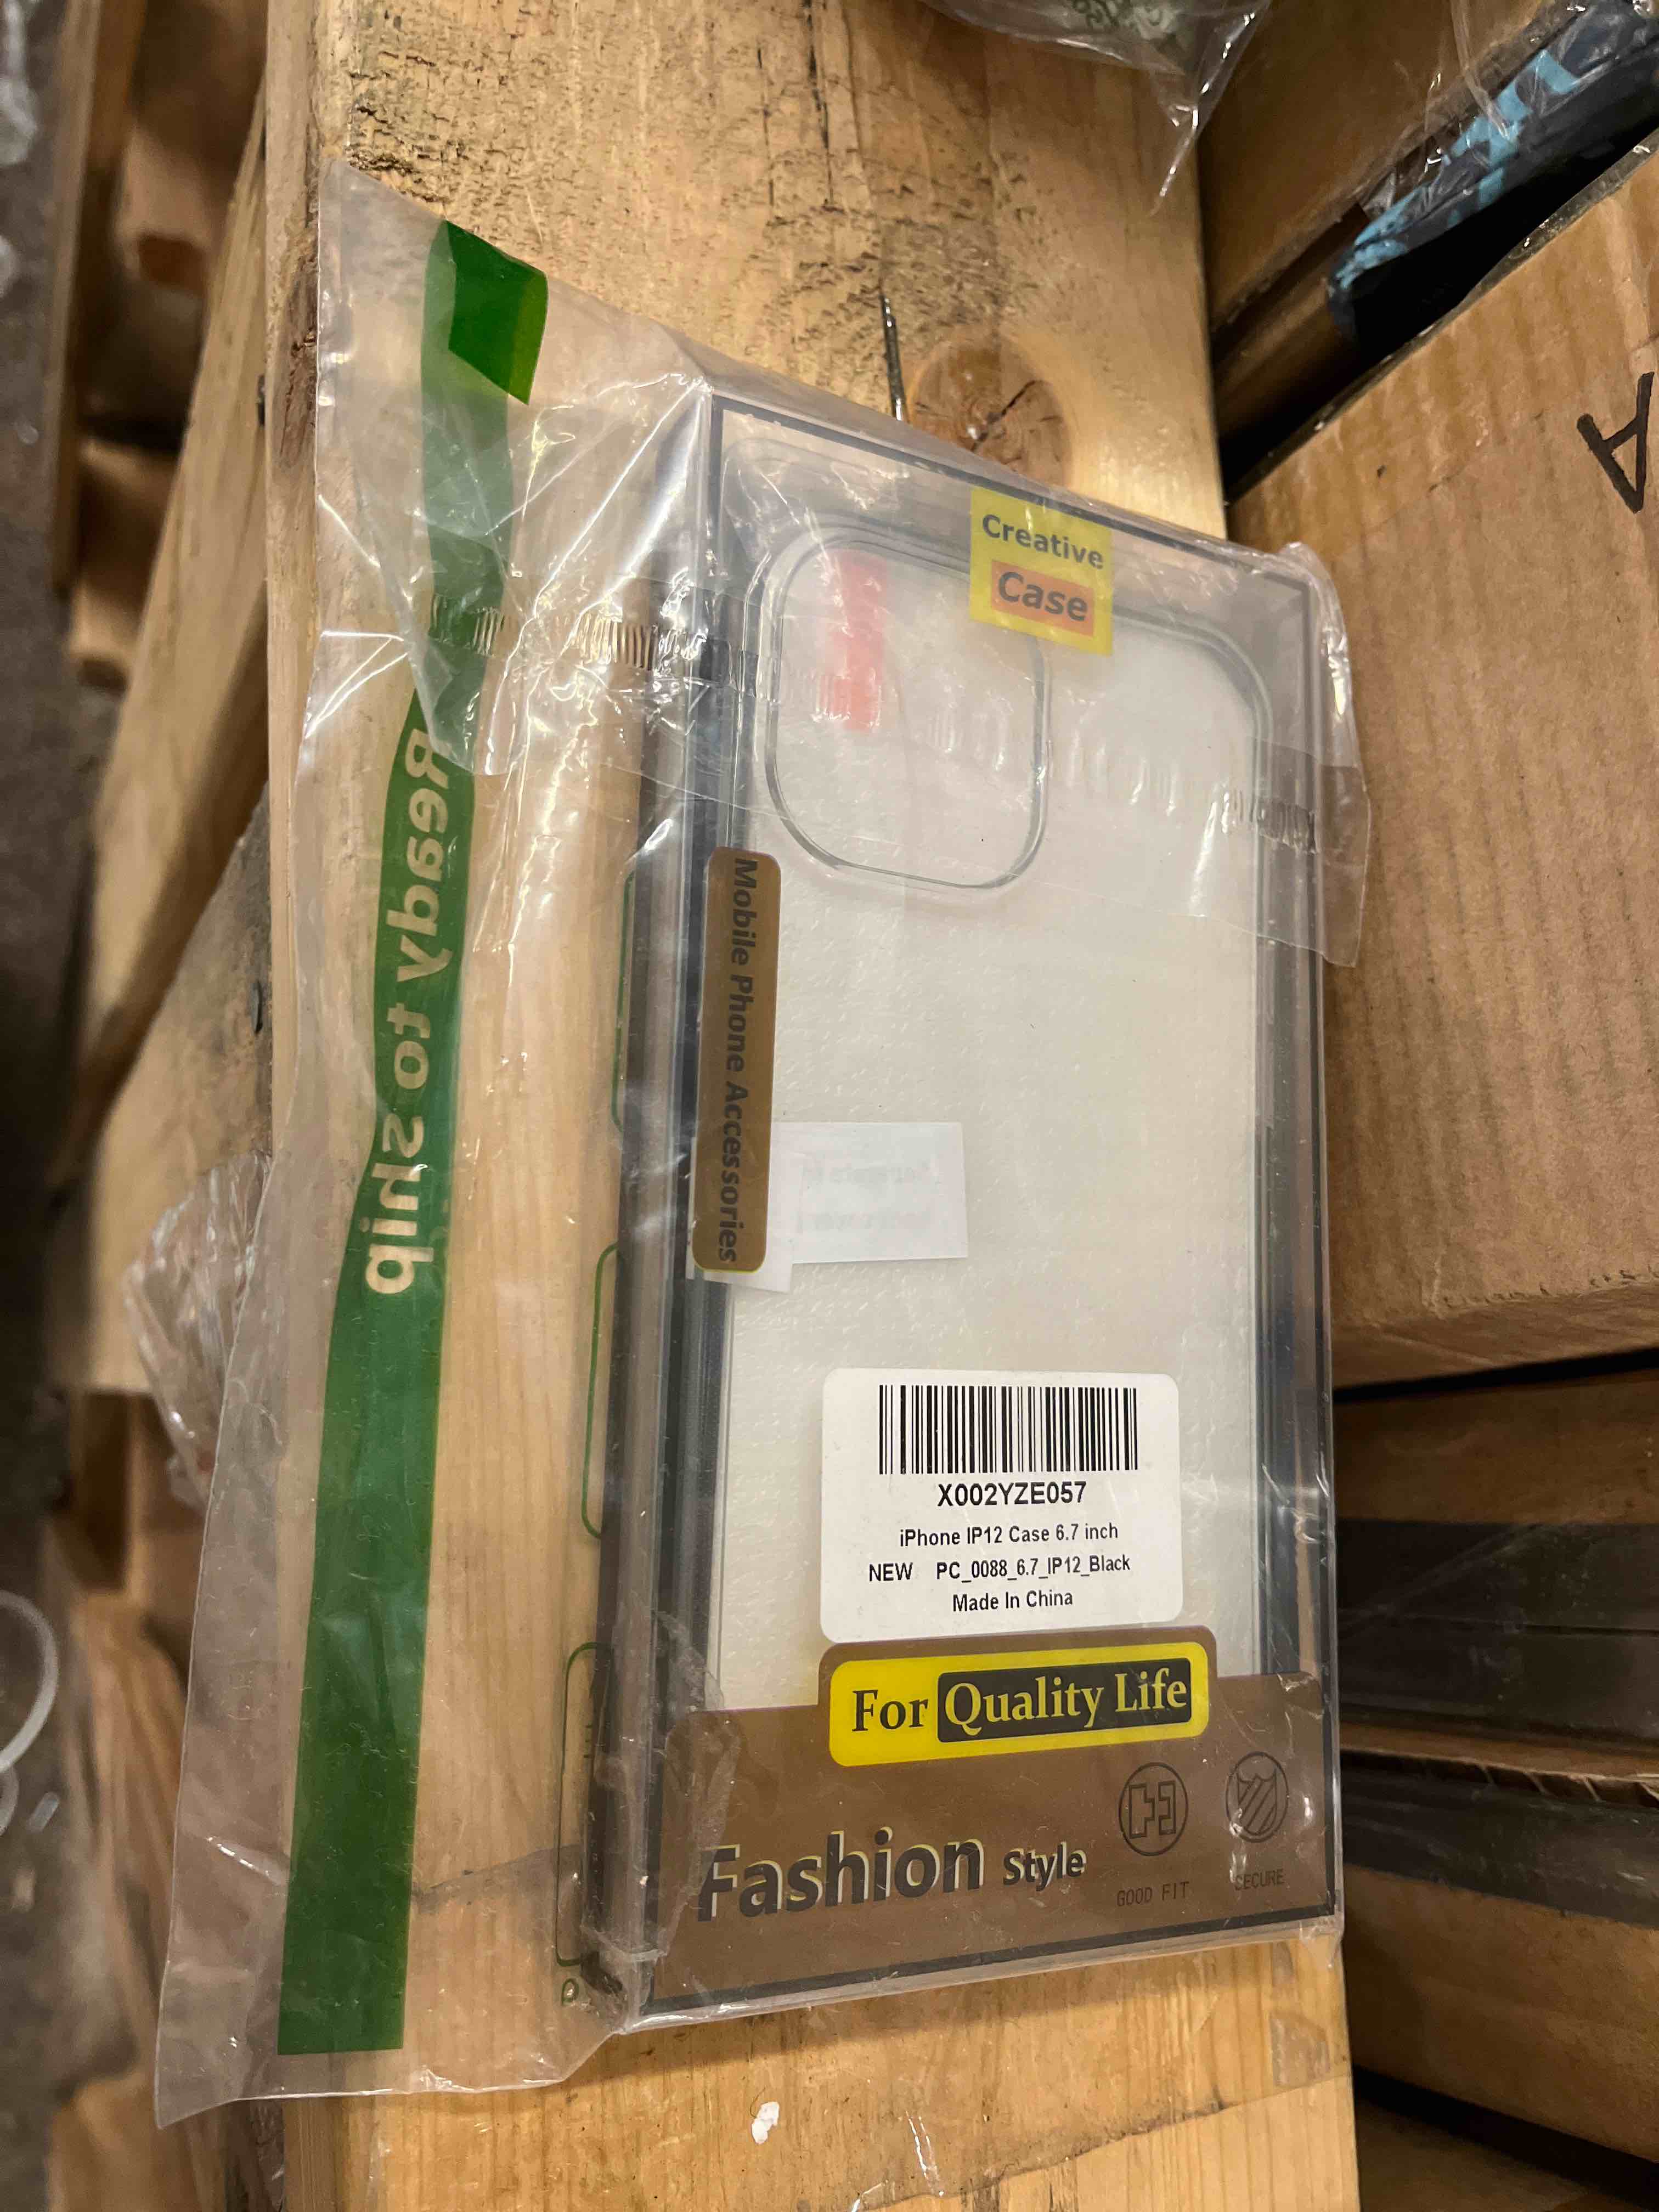 A
Creative
Case
Ready to ship
Mobile Phone Accessories
X002YZE057
iPhone IP12 Case 6.7 inch
NEW PC_0088_6.7_IP12_Black
Made In China
For Quality Life
Fashion Style
GOOD FIT
SECURE